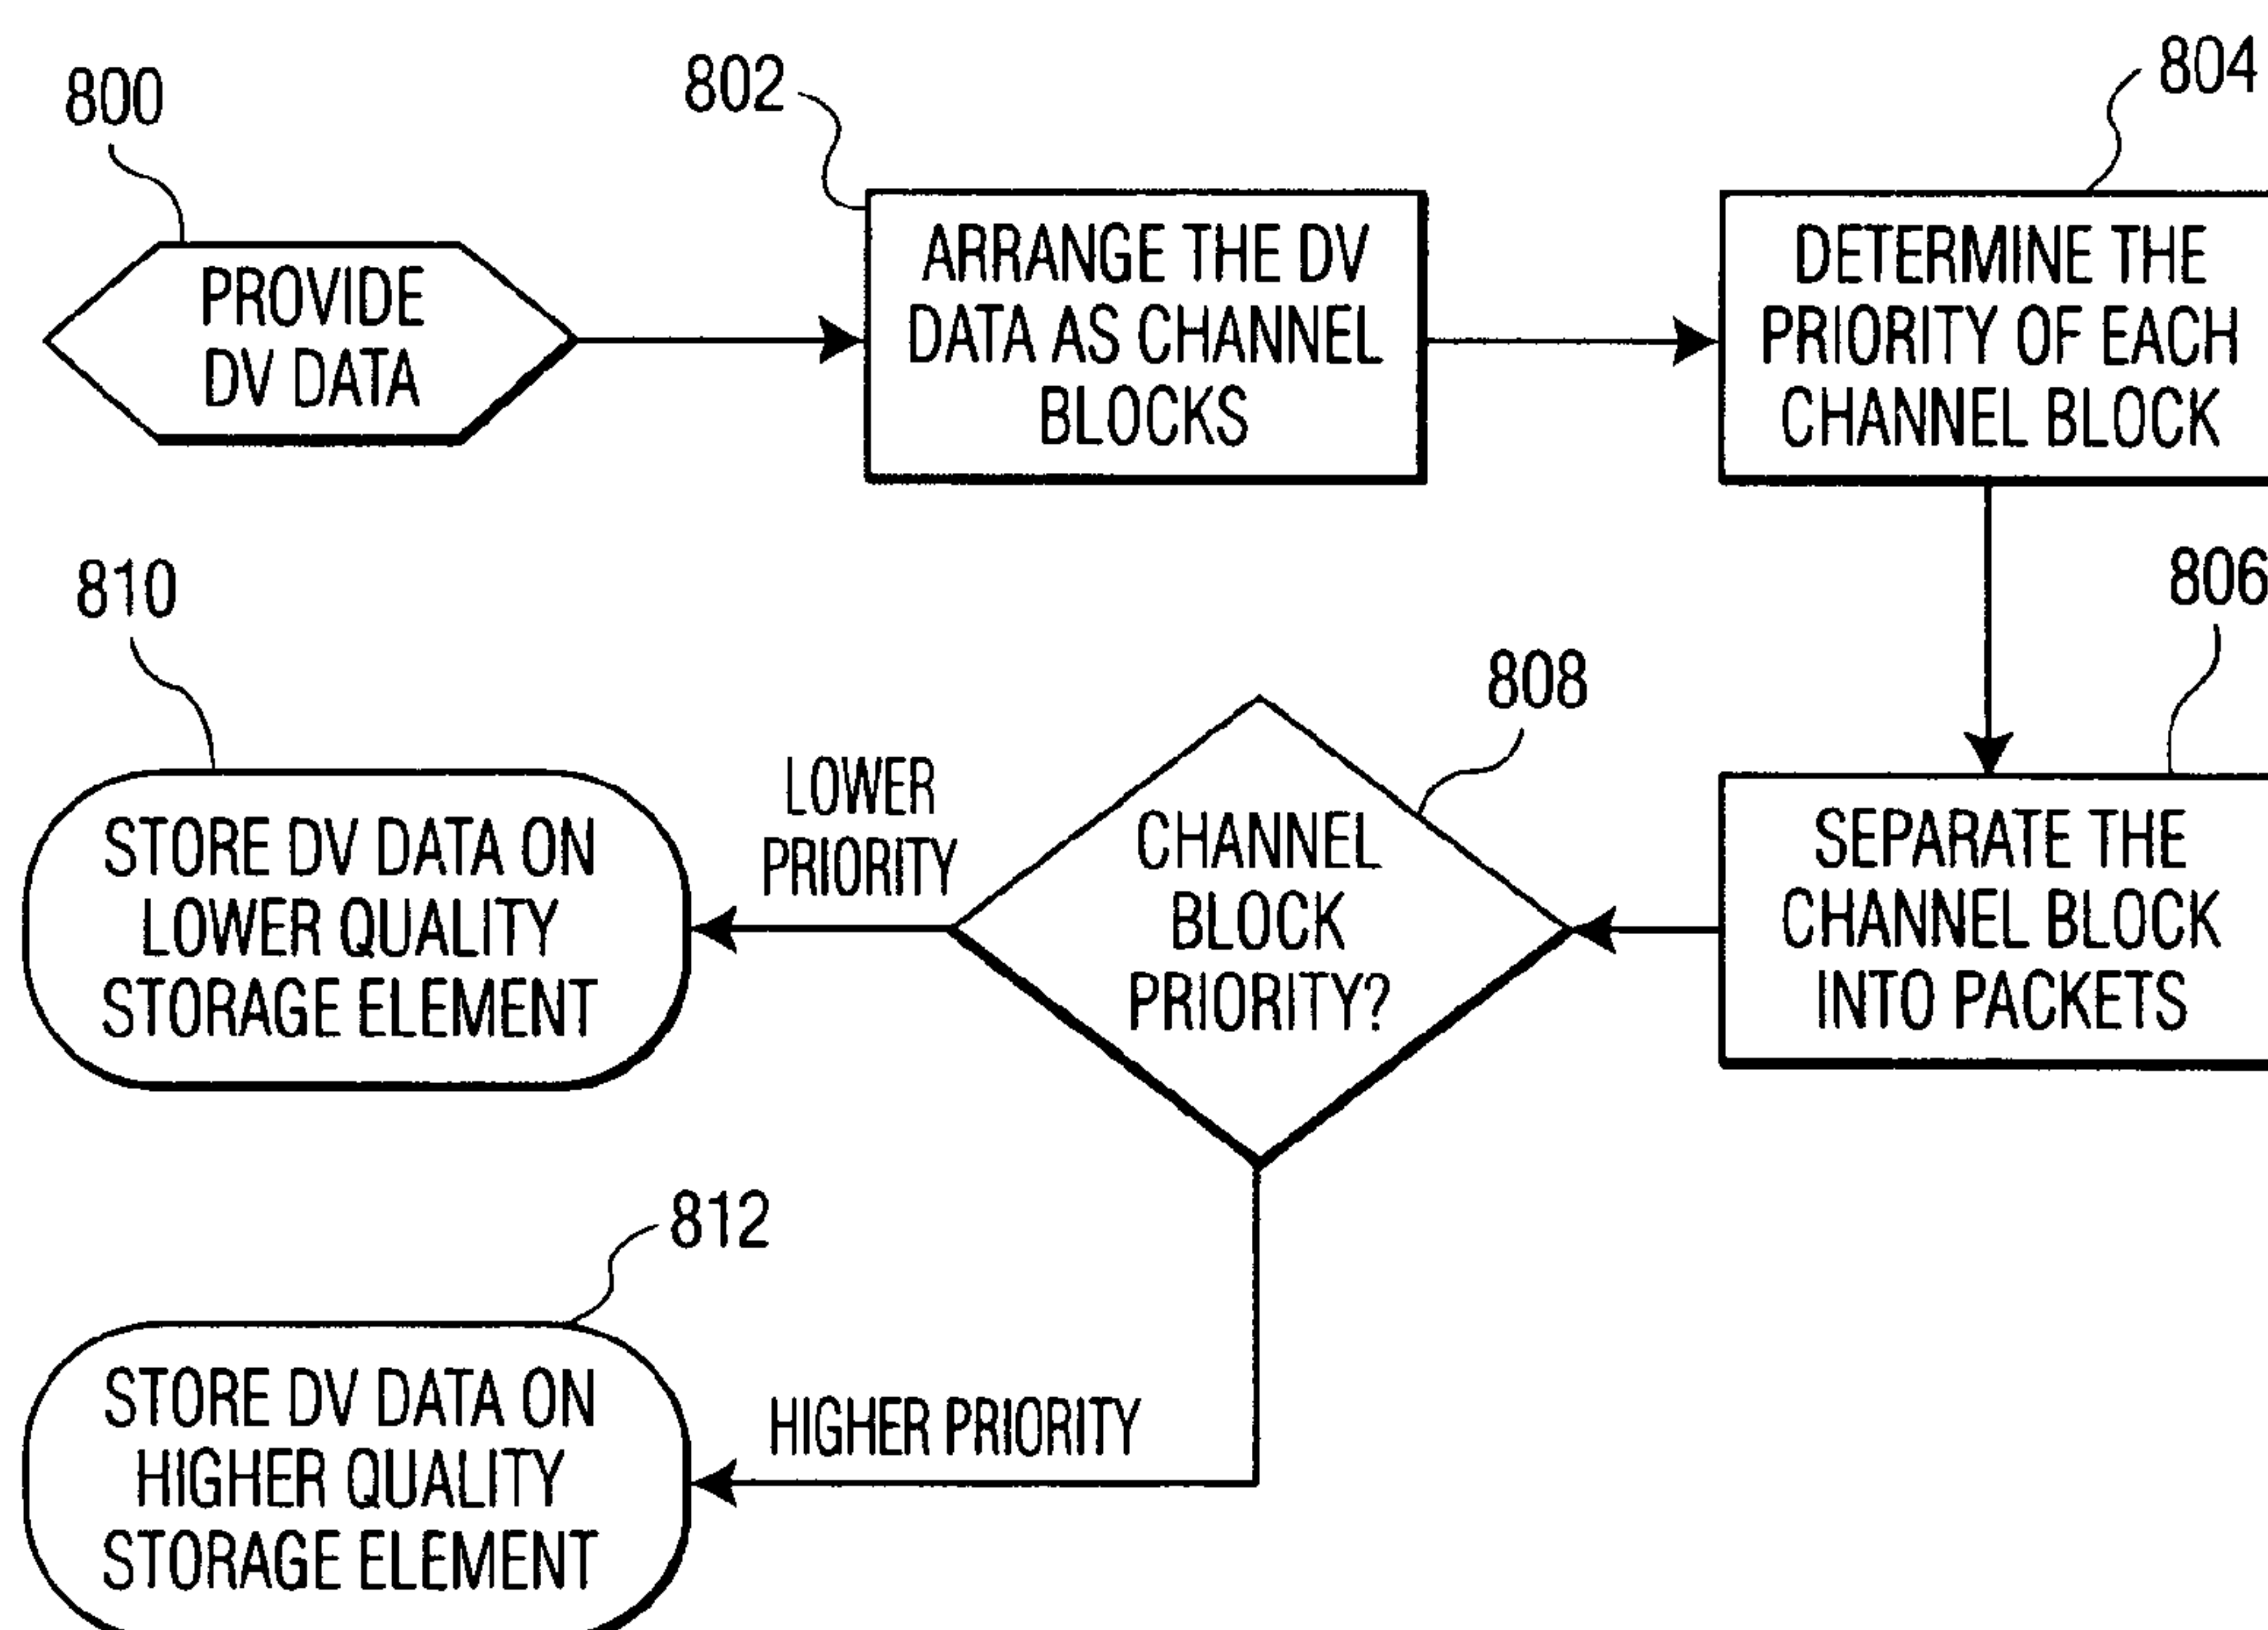 800
PROVIDE
DV DATA
802
ARRANGE THE DV
DATA AS CHANNEL
BLOCKS
804
DETERMINE THE
PRIORITY OF EACH
CHANNEL BLOCK
806
SEPARATE THE
CHANNEL BLOCK
INTO PACKETS
808
CHANNEL
BLOCK
PRIORITY?
LOWER
PRIORITY
810
STORE DV DATA ON
LOWER QUALITY
STORAGE ELEMENT
HIGHER PRIORITY
812
STORE DV DATA ON
HIGHER QUALITY
STORAGE ELEMENT